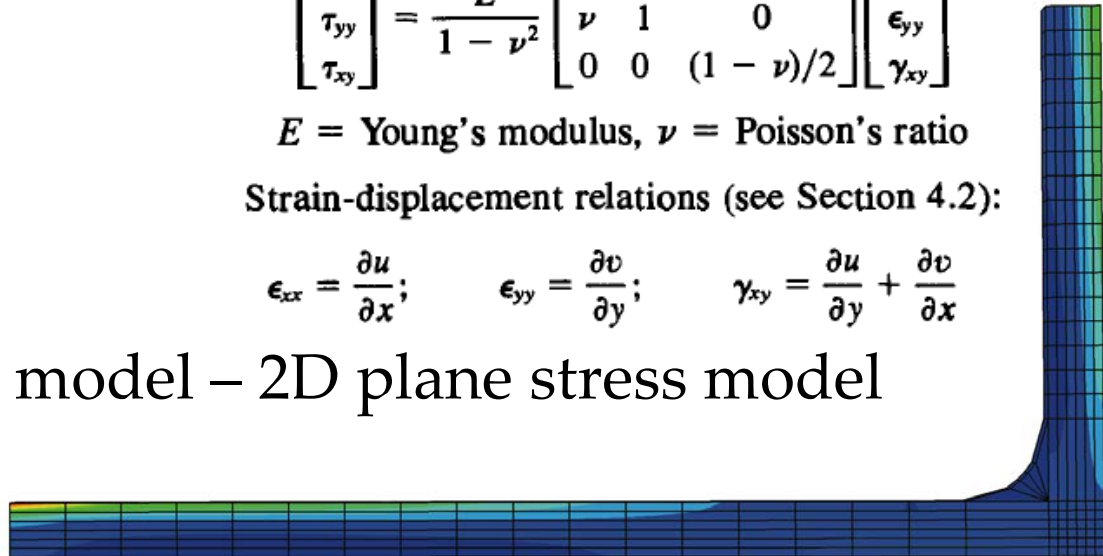 [τyy] = E/(1 − ν²) [ν 1 0] [ϵyy]
[τxy] [0 0 (1 − ν)/2] [γxy]
E = Young's modulus, ν = Poisson's ratio
Strain-displacement relations (see Section 4.2):
ϵxx = ∂u/∂x; ϵyy = ∂v/∂y; γxy = ∂u/∂y + ∂v/∂x
model – 2D plane stress model